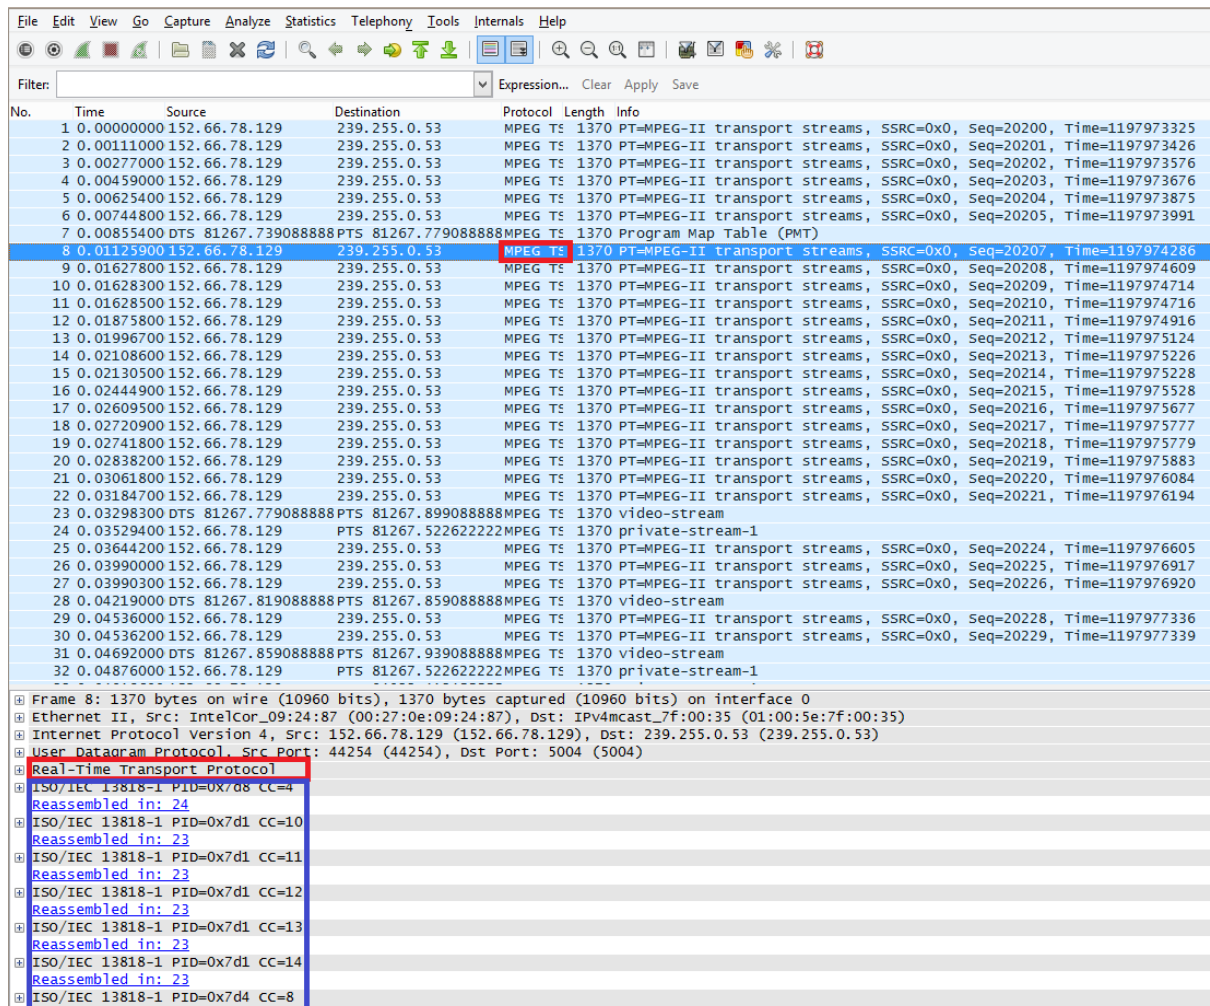 File Edit View Go Capture Analyze Statistics Telephony Tools Internals Help
Filter: Expression... Clear Apply Save
No. Time Source Destination Protocol Length Info
1 0.00000000 152.66.78.129 239.255.0.53 MPEG TS 1370 PT=MPEG-II transport streams, SSRC=0x0, Seq=20200, Time=1197973325
2 0.00111000 152.66.78.129 239.255.0.53 MPEG TS 1370 PT=MPEG-II transport streams, SSRC=0x0, Seq=20201, Time=1197973426
3 0.00277000 152.66.78.129 239.255.0.53 MPEG TS 1370 PT=MPEG-II transport streams, SSRC=0x0, Seq=20202, Time=1197973576
4 0.00459000 152.66.78.129 239.255.0.53 MPEG TS 1370 PT=MPEG-II transport streams, SSRC=0x0, Seq=20203, Time=1197973676
5 0.00625400 152.66.78.129 239.255.0.53 MPEG TS 1370 PT=MPEG-II transport streams, SSRC=0x0, Seq=20204, Time=1197973875
6 0.00744800 152.66.78.129 239.255.0.53 MPEG TS 1370 PT=MPEG-II transport streams, SSRC=0x0, Seq=20205, Time=1197973991
7 0.00855400 DTS 81267.739088888 PTS 81267.779088888 MPEG TS 1370 Program Map Table (PMT)
8 0.01125900 152.66.78.129 239.255.0.53 MPEG TS 1370 PT=MPEG-II transport streams, SSRC=0x0, Seq=20207, Time=1197974286
9 0.01627800 152.66.78.129 239.255.0.53 MPEG TS 1370 PT=MPEG-II transport streams, SSRC=0x0, Seq=20208, Time=1197974609
10 0.01628300 152.66.78.129 239.255.0.53 MPEG TS 1370 PT=MPEG-II transport streams, SSRC=0x0, Seq=20209, Time=1197974714
11 0.01628500 152.66.78.129 239.255.0.53 MPEG TS 1370 PT=MPEG-II transport streams, SSRC=0x0, Seq=20210, Time=1197974716
12 0.01875800 152.66.78.129 239.255.0.53 MPEG TS 1370 PT=MPEG-II transport streams, SSRC=0x0, Seq=20211, Time=1197974916
13 0.01996700 152.66.78.129 239.255.0.53 MPEG TS 1370 PT=MPEG-II transport streams, SSRC=0x0, Seq=20212, Time=1197975124
14 0.02108600 152.66.78.129 239.255.0.53 MPEG TS 1370 PT=MPEG-II transport streams, SSRC=0x0, Seq=20213, Time=1197975226
15 0.02130500 152.66.78.129 239.255.0.53 MPEG TS 1370 PT=MPEG-II transport streams, SSRC=0x0, Seq=20214, Time=1197975228
16 0.02444900 152.66.78.129 239.255.0.53 MPEG TS 1370 PT=MPEG-II transport streams, SSRC=0x0, Seq=20215, Time=1197975528
17 0.02609500 152.66.78.129 239.255.0.53 MPEG TS 1370 PT=MPEG-II transport streams, SSRC=0x0, Seq=20216, Time=1197975677
18 0.02720900 152.66.78.129 239.255.0.53 MPEG TS 1370 PT=MPEG-II transport streams, SSRC=0x0, Seq=20217, Time=1197975777
19 0.02741800 152.66.78.129 239.255.0.53 MPEG TS 1370 PT=MPEG-II transport streams, SSRC=0x0, Seq=20218, Time=1197975779
20 0.02838200 152.66.78.129 239.255.0.53 MPEG TS 1370 PT=MPEG-II transport streams, SSRC=0x0, Seq=20219, Time=1197975883
21 0.03061800 152.66.78.129 239.255.0.53 MPEG TS 1370 PT=MPEG-II transport streams, SSRC=0x0, Seq=20220, Time=1197976084
22 0.03184700 152.66.78.129 239.255.0.53 MPEG TS 1370 PT=MPEG-II transport streams, SSRC=0x0, Seq=20221, Time=1197976194
23 0.03298300 DTS 81267.779088888 PTS 81267.899088888 MPEG TS 1370 video-stream
24 0.03529400 152.66.78.129 PTS 81267.522622222 MPEG TS 1370 private-stream-1
25 0.03644200 152.66.78.129 239.255.0.53 MPEG TS 1370 PT=MPEG-II transport streams, SSRC=0x0, Seq=20224, Time=1197976605
26 0.03990000 152.66.78.129 239.255.0.53 MPEG TS 1370 PT=MPEG-II transport streams, SSRC=0x0, Seq=20225, Time=1197976917
27 0.03990300 152.66.78.129 239.255.0.53 MPEG TS 1370 PT=MPEG-II transport streams, SSRC=0x0, Seq=20226, Time=1197976920
28 0.04219000 DTS 81267.819088888 PTS 81267.859088888 MPEG TS 1370 video-stream
29 0.04536000 152.66.78.129 239.255.0.53 MPEG TS 1370 PT=MPEG-II transport streams, SSRC=0x0, Seq=20228, Time=1197977336
30 0.04536200 152.66.78.129 239.255.0.53 MPEG TS 1370 PT=MPEG-II transport streams, SSRC=0x0, Seq=20229, Time=1197977339
31 0.04692000 DTS 81267.859088888 PTS 81267.939088888 MPEG TS 1370 video-stream
32 0.04876000 152.66.78.129 PTS 81267.522622222 MPEG TS 1370 private-stream-1
Frame 8: 1370 bytes on wire (10960 bits), 1370 bytes captured (10960 bits) on interface 0
Ethernet II, Src: IntelCor_09:24:87 (00:27:0e:09:24:87), Dst: IPv4mcast_7f:00:35 (01:00:5e:7f:00:35)
Internet Protocol Version 4, Src: 152.66.78.129 (152.66.78.129), Dst: 239.255.0.53 (239.255.0.53)
User Datagram Protocol, Src Port: 44254 (44254), Dst Port: 5004 (5004)
Real-Time Transport Protocol
ISO/IEC 13818-1 PID=0x7d8 CC=4
Reassembled in: 24
ISO/IEC 13818-1 PID=0x7d1 CC=10
Reassembled in: 23
ISO/IEC 13818-1 PID=0x7d1 CC=11
Reassembled in: 23
ISO/IEC 13818-1 PID=0x7d1 CC=12
Reassembled in: 23
ISO/IEC 13818-1 PID=0x7d1 CC=13
Reassembled in: 23
ISO/IEC 13818-1 PID=0x7d1 CC=14
Reassembled in: 23
ISO/IEC 13818-1 PID=0x7d4 CC=8